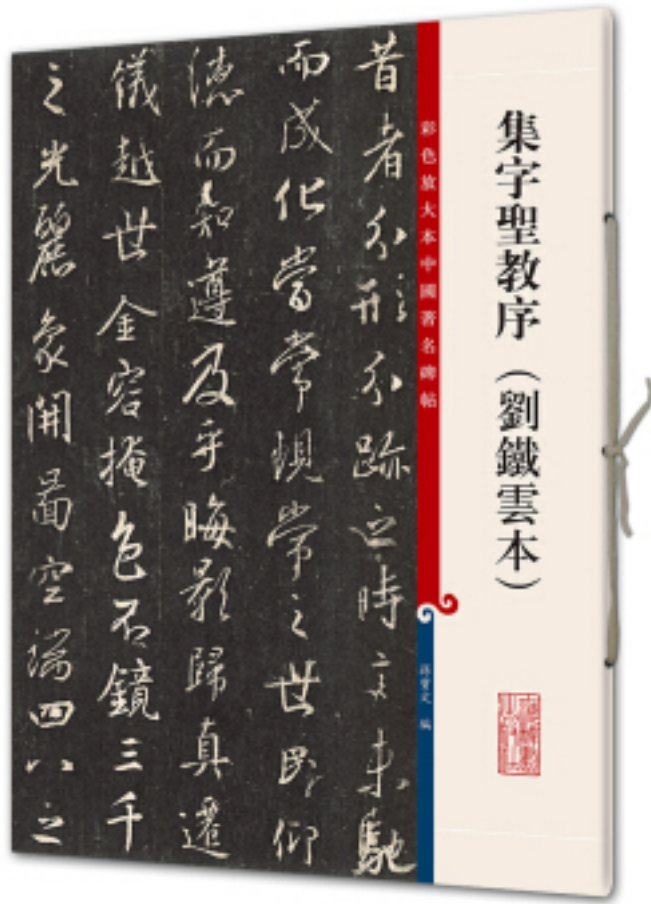 集字聖教序（劉鐵雲本）
彩色放大本中國著名碑帖
孫寶文 編
昔者分形分跡之時言未馳
而成化當常現常之世民仰
德而知遵及乎晦影歸真遷
儀越世金容掩色不鏡三千
之光麗象開圖空端四八之